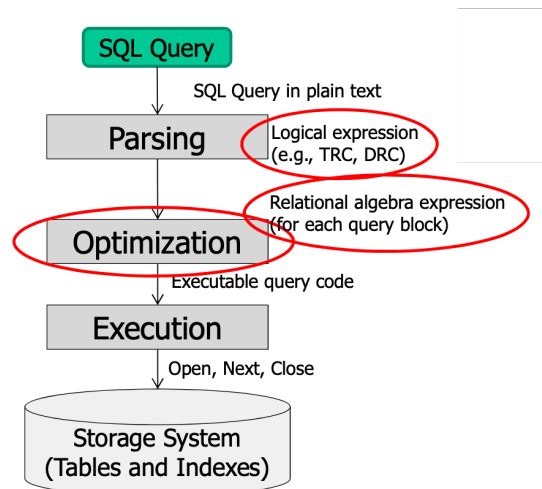 SQL Query
SQL Query in plain text
Parsing
Logical expression
(e.g., TRC, DRC)
Relational algebra expression
(for each query block)
Optimization
Executable query code
Execution
Open, Next, Close
Storage System
(Tables and Indexes)